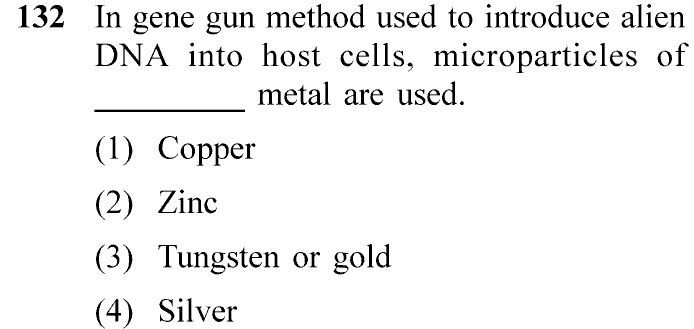 132 In gene gun method used to introduce alien
DNA into host cells, microparticles of
__________ metal are used.
(1) Copper
(2) Zinc
(3) Tungsten or gold
(4) Silver